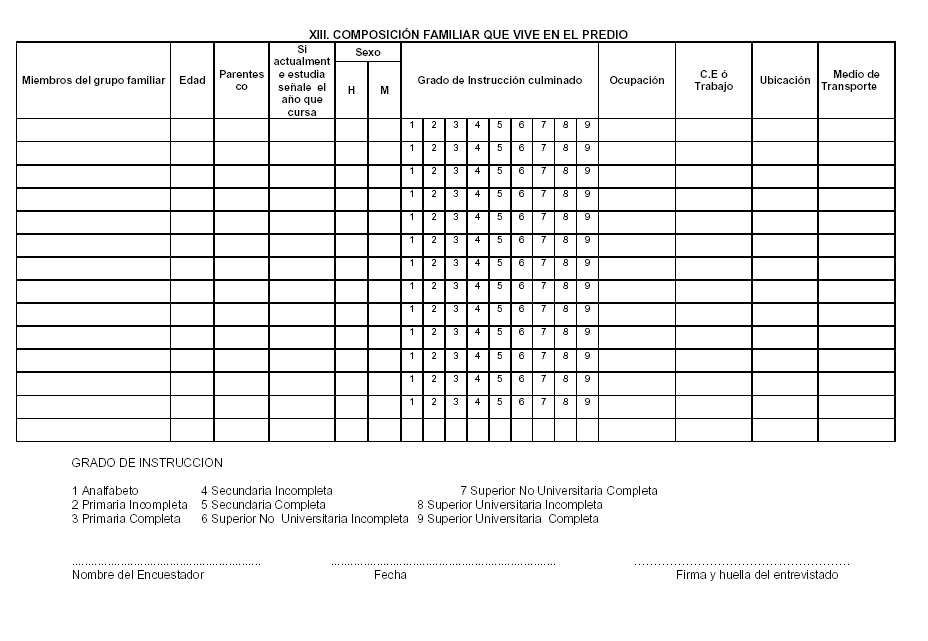 XIII. COMPOSICIÓN FAMILIAR QUE VIVE EN EL PREDIO
Miembros del grupo familiar
Edad
Parentes
co
Si
actualment
e estudia
señale el
año que
cursa
Sexo
H M
Grado de Instrucción culminado
Ocupación
C.E ó
Trabajo
Ubicación
Medio de
Transporte
1 2 3 4 5 6 7 8 9
1 2 3 4 5 6 7 8 9
1 2 3 4 5 6 7 8 9
1 2 3 4 5 6 7 8 9
1 2 3 4 5 6 7 8 9
1 2 3 4 5 6 7 8 9
1 2 3 4 5 6 7 8 9
1 2 3 4 5 6 7 8 9
1 2 3 4 5 6 7 8 9
1 2 3 4 5 6 7 8 9
1 2 3 4 5 6 7 8 9
1 2 3 4 5 6 7 8 9
1 2 3 4 5 6 7 8 9
GRADO DE INSTRUCCION
1 Analfabeto 4 Secundaria Incompleta 7 Superior No Universitaria Completa
2 Primaria Incompleta 5 Secundaria Completa 8 Superior Universitaria Incompleta
3 Primaria Completa 6 Superior No Universitaria Incompleta 9 Superior Universitaria Completa
Nombre del Encuestador Fecha Firma y huella del entrevistado